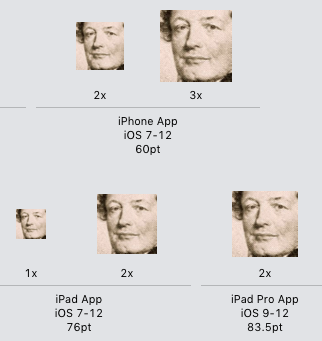 2x 3x
iPhone App
iOS 7-12
60pt
1x 2x 2x
iPad App iPad Pro App
iOS 7-12 iOS 9-12
76pt 83.5pt